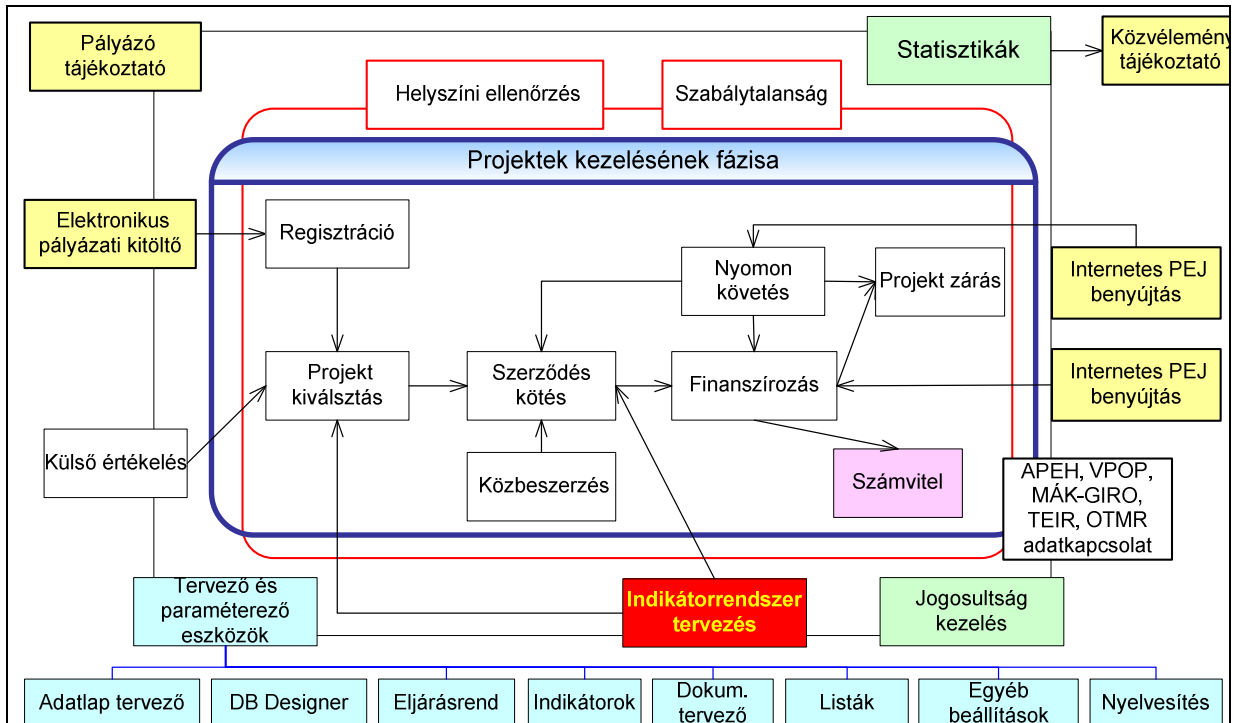 Pályázó
tájékoztató
Statisztikák
Közvélemény
tájékoztató
Helyszíni ellenőrzés
Szabálytalanság
Projektek kezelésének fázisa
Elektronikus
pályázati kitöltő
Regisztráció
Nyomon
követés
Projekt zárás
Internetes PEJ
benyújtás
Projekt
kiválsztás
Szerződés
kötés
Finanszírozás
Internetes PEJ
benyújtás
Külső értékelés
Közbeszerzés
Számvitel
APEH, VPOP,
MÁK-GIRO,
TEIR, OTMR
adatkapcsolat
Tervező és
paraméterező
eszközök
Indikátorrendszer
tervezés
Jogosultság
kezelés
Adatlap tervező
DB Designer
Eljárásrend
Indikátorok
Dokum.
tervező
Listák
Egyéb
beállítások
Nyelvesítés